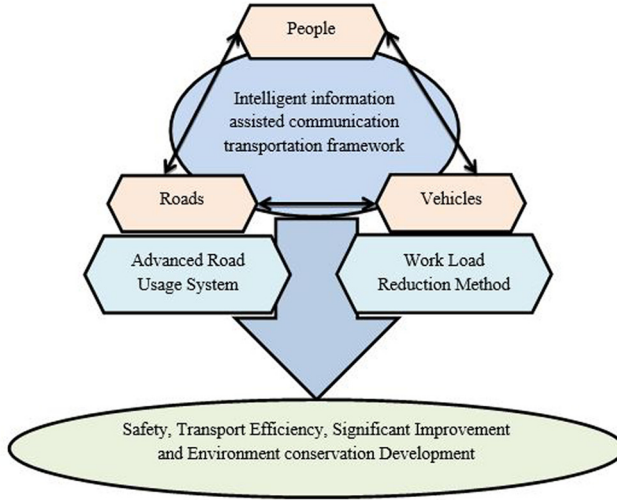 People
Intelligent information
assisted communication
transportation framework
Roads
Vehicles
Advanced Road
Usage System
Work Load
Reduction Method
Safety, Transport Efficiency, Significant Improvement
and Environment conservation Development